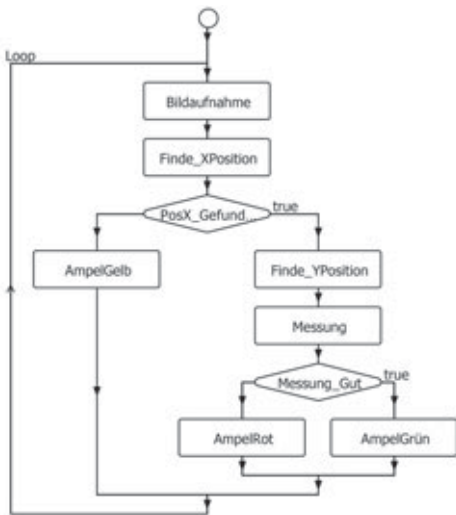 Loop
Bildaufnahme
Finde_XPosition
PosX_Gefund...
true
AmpelGelb
Finde_YPosition
Messung
Messung_Gut
true
AmpelRot
AmpelGrün